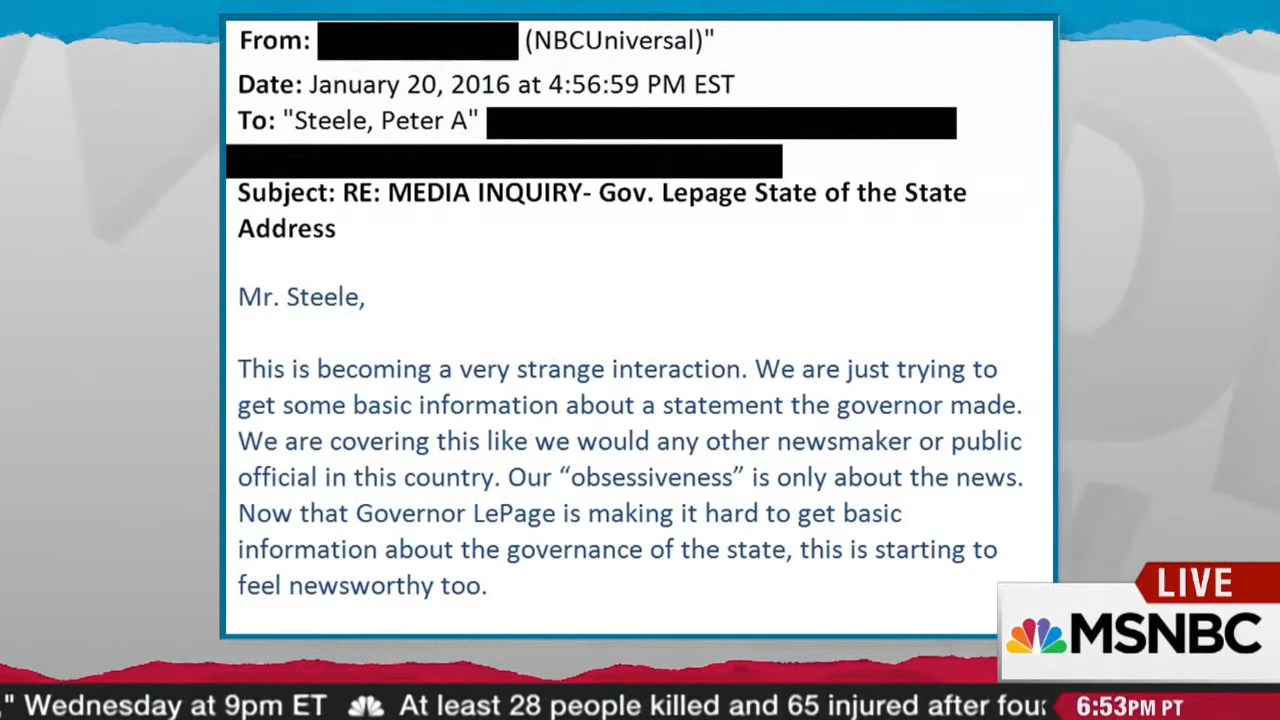 From: (NBCUniversal)"
Date: January 20, 2016 at 4:56:59 PM EST
To: "Steele, Peter A"
Subject: RE: MEDIA INQUIRY- Gov. Lepage State of the State
Address
Mr. Steele,
This is becoming a very strange interaction. We are just trying to
get some basic information about a statement the governor made.
We are covering this like we would any other newsmaker or public
official in this country. Our “obsessiveness” is only about the news.
Now that Governor LePage is making it hard to get basic
information about the governance of the state, this is starting to
feel newsworthy too.
LIVE
MSNBC
," Wednesday at 9pm ET At least 28 people killed and 65 injured after
6:53PM PT